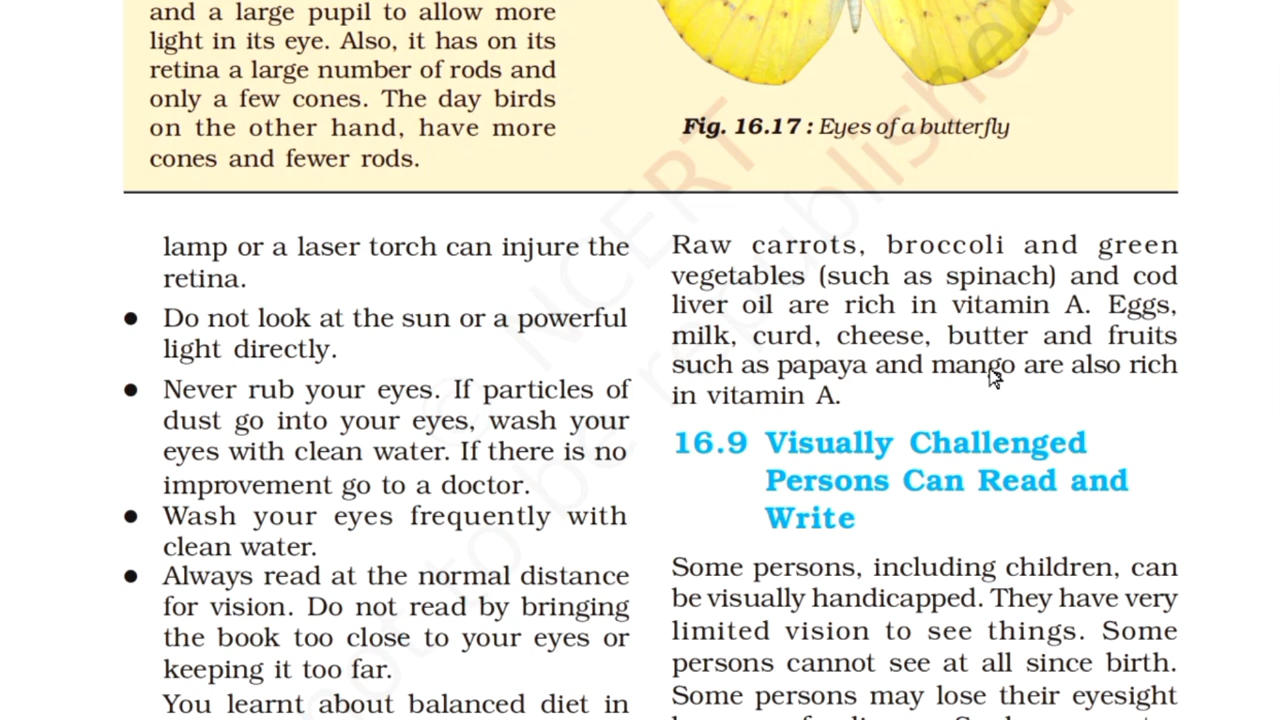 and a large pupil to allow more
light in its eye. Also, it has on its
retina a large number of rods and
only a few cones. The day birds
on the other hand, have more
cones and fewer rods.
Fig. 16.17 : Eyes of a butterfly
lamp or a laser torch can injure the
retina.
● Do not look at the sun or a powerful
light directly.
● Never rub your eyes. If particles of
dust go into your eyes, wash your
eyes with clean water. If there is no
improvement go to a doctor.
● Wash your eyes frequently with
clean water.
● Always read at the normal distance
for vision. Do not read by bringing
the book too close to your eyes or
keeping it too far.
You learnt about balanced diet in
Raw carrots, broccoli and green
vegetables (such as spinach) and cod
liver oil are rich in vitamin A. Eggs,
milk, curd, cheese, butter and fruits
such as papaya and mango are also rich
in vitamin A.
16.9 Visually Challenged
Persons Can Read and
Write
Some persons, including children, can
be visually handicapped. They have very
limited vision to see things. Some
persons cannot see at all since birth.
Some persons may lose their eyesight
© NCERT
not to be republished